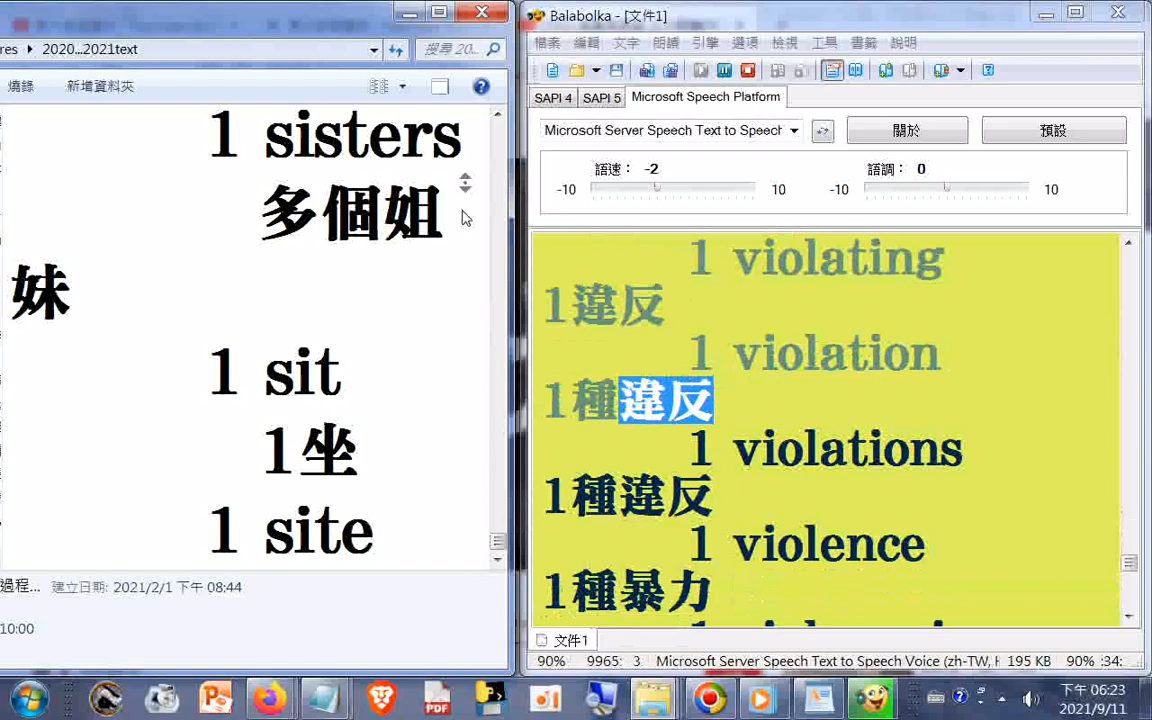 res ▸ 2020...2021text
搜尋 20...
燒錄 新增資料夾
1 sisters
多個姐
妹
1 sit
1坐
1 site
過程... 建立日期: 2021/2/1 下午 08:44
10:00
Balabolka - [文件1]
檔案 編輯 文字 朗讀 引擎 選項 檢視 工具 書籤 說明
SAPI 4 SAPI 5 Microsoft Speech Platform
Microsoft Server Speech Text to Speech 關於 預設
語速： -2 語調： 0
-10 10 -10 10
1 violating
1違反
1 violation
1種違反
1 violations
1種違反
1 violence
1種暴力
文件1
90% 9965: 3 Microsoft Server Speech Text to Speech Voice (zh-TW, H 195 KB 90% :34:
下午 06:23
2021/9/11